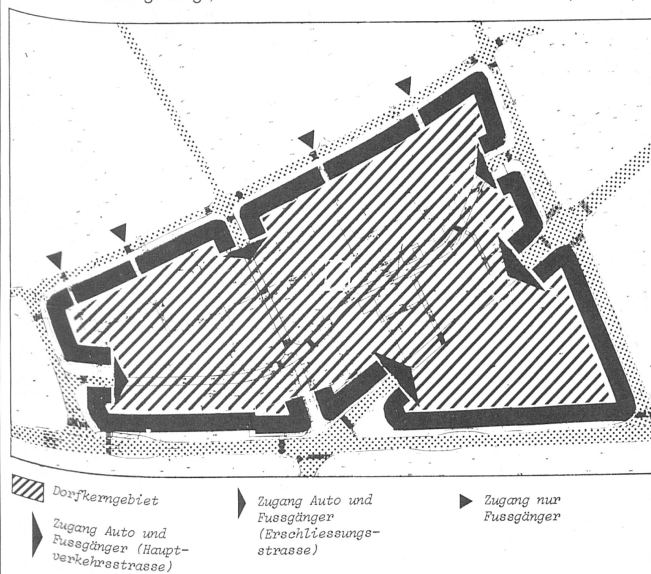 Dorfkerngebiet
Zugang Auto und
Fussgänger (Haupt-
verkehrsstrasse)
Zugang Auto und
Fussgänger
(Erschliessungs-
strasse)
Zugang nur
Fussgänger